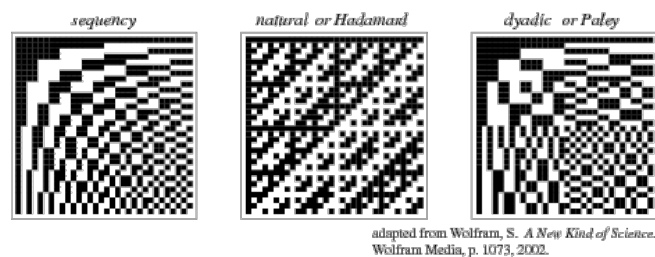 sequency
natural or Hadamard
dyadic or Paley
adapted from Wolfram, S. A New Kind of Science.
Wolfram Media, p. 1073, 2002.